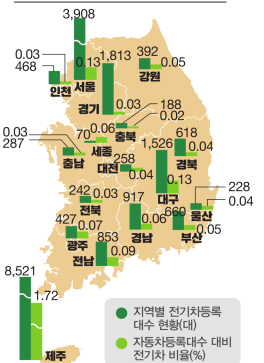 3,908
0.03
468
인천
0.13
서울
1,813
0.03
경기
392
0.05
강원
188
0.02
충북
0.03
287
충남
70
0.06
세종
258
0.04
대전
1,526
0.13
대구
618
0.04
경북
242
0.03
전북
917
0.06
경남
228
0.04
울산
660
0.05
부산
427
0.07
광주
853
0.09
전남
8,521
1.72
제주
지역별 전기차등록
대수 현황(대)
자동차등록대수 대비
전기차 비율(%)